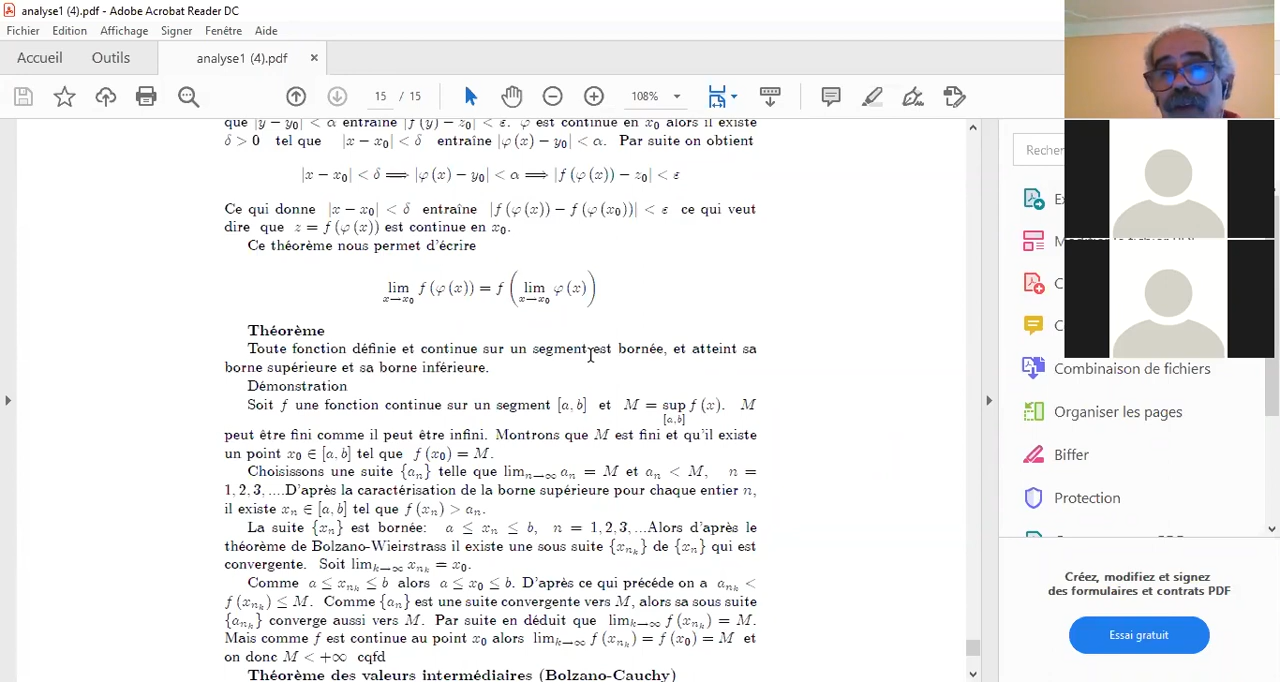 analyse1 (4).pdf - Adobe Acrobat Reader DC
Fichier Edition Affichage Signer Fenêtre Aide
Accueil Outils analyse1 (4).pdf ×
15 / 15 108%
que |y − y₀| < α entraîne |f (y) − z₀| < ε. φ est continue en x₀ alors il existe
δ > 0 tel que |x − x₀| < δ entraîne |φ (x) − y₀| < α. Par suite on obtient
|x − x₀| < δ ⟹ |φ (x) − y₀| < α ⟹ |f (φ (x)) − z₀| < ε
Ce qui donne |x − x₀| < δ entraîne |f (φ (x)) − f (φ (x₀))| < ε ce qui veut
dire que z = f (φ (x)) est continue en x₀.
Ce théorème nous permet d'écrire
lim x→x₀ f (φ (x)) = f ( lim x→x₀ φ (x) )
Théorème
Toute fonction définie et continue sur un segment est bornée, et atteint sa
borne supérieure et sa borne inférieure.
Démonstration
Soit f une fonction continue sur un segment [a, b] et M = sup [a,b] f (x). M
peut être fini comme il peut être infini. Montrons que M est fini et qu'il existe
un point x₀ ∈ [a, b] tel que f (x₀) = M.
Choisissons une suite {aₙ} telle que limₙ→∞ aₙ = M et aₙ < M, n =
1, 2, 3, ....D'après la caractérisation de la borne supérieure pour chaque entier n,
il existe xₙ ∈ [a, b] tel que f (xₙ) > aₙ.
La suite {xₙ} est bornée: a ≤ xₙ ≤ b, n = 1, 2, 3, ...Alors d'après le
théorème de Bolzano-Wierstrass il existe une sous suite {xₙₖ} de {xₙ} qui est
convergente. Soit limₖ→∞ xₙₖ = x₀.
Comme a ≤ xₙₖ ≤ b alors a ≤ x₀ ≤ b. D'après ce qui précéde on a aₙₖ <
f (xₙₖ) ≤ M. Comme {aₙ} est une suite convergente vers M, alors sa sous suite
{aₙₖ} converge aussi vers M. Par suite en déduit que limₖ→∞ f (xₙₖ) = M.
Mais comme f est continue au point x₀ alors limₖ→∞ f (xₙₖ) = f (x₀) = M et
on donc M < +∞ cqfd
Théorème des valeurs intermédiaires (Bolzano-Cauchy)
Recher
Combinaison de fichiers
Organiser les pages
Biffer
Protection
Créez, modifiez et signez
des formulaires et contrats PDF
Essai gratuit